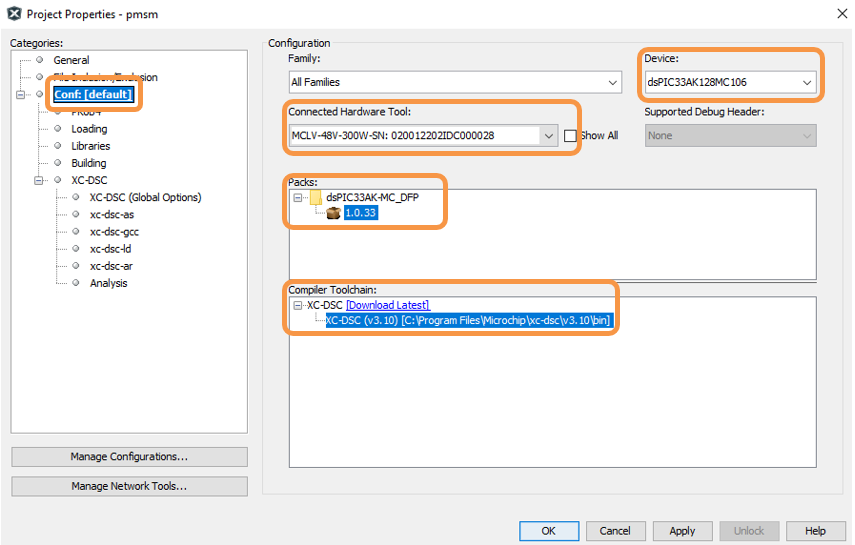 Project Properties - pmsm
Categories:
General
File Inclusion/Exclusion
Conf: [default]
PKOB4
Loading
Libraries
Building
XC-DSC
XC-DSC (Global Options)
xc-dsc-as
xc-dsc-gcc
xc-dsc-ld
xc-dsc-ar
Analysis
Manage Configurations...
Manage Network Tools...
Configuration
Family:
All Families
Device:
dsPIC33AK128MC106
Connected Hardware Tool:
MCLV-48V-300W-SN: 020012202IDC000028
Show All
Supported Debug Header:
None
Packs:
dsPIC33AK-MC_DFP
1.0.33
Compiler Toolchain:
XC-DSC [Download Latest]
XC-DSC (v3.10) [C:\Program Files\Microchip\xc-dsc\v3.10\bin]
OK
Cancel
Apply
Unlock
Help